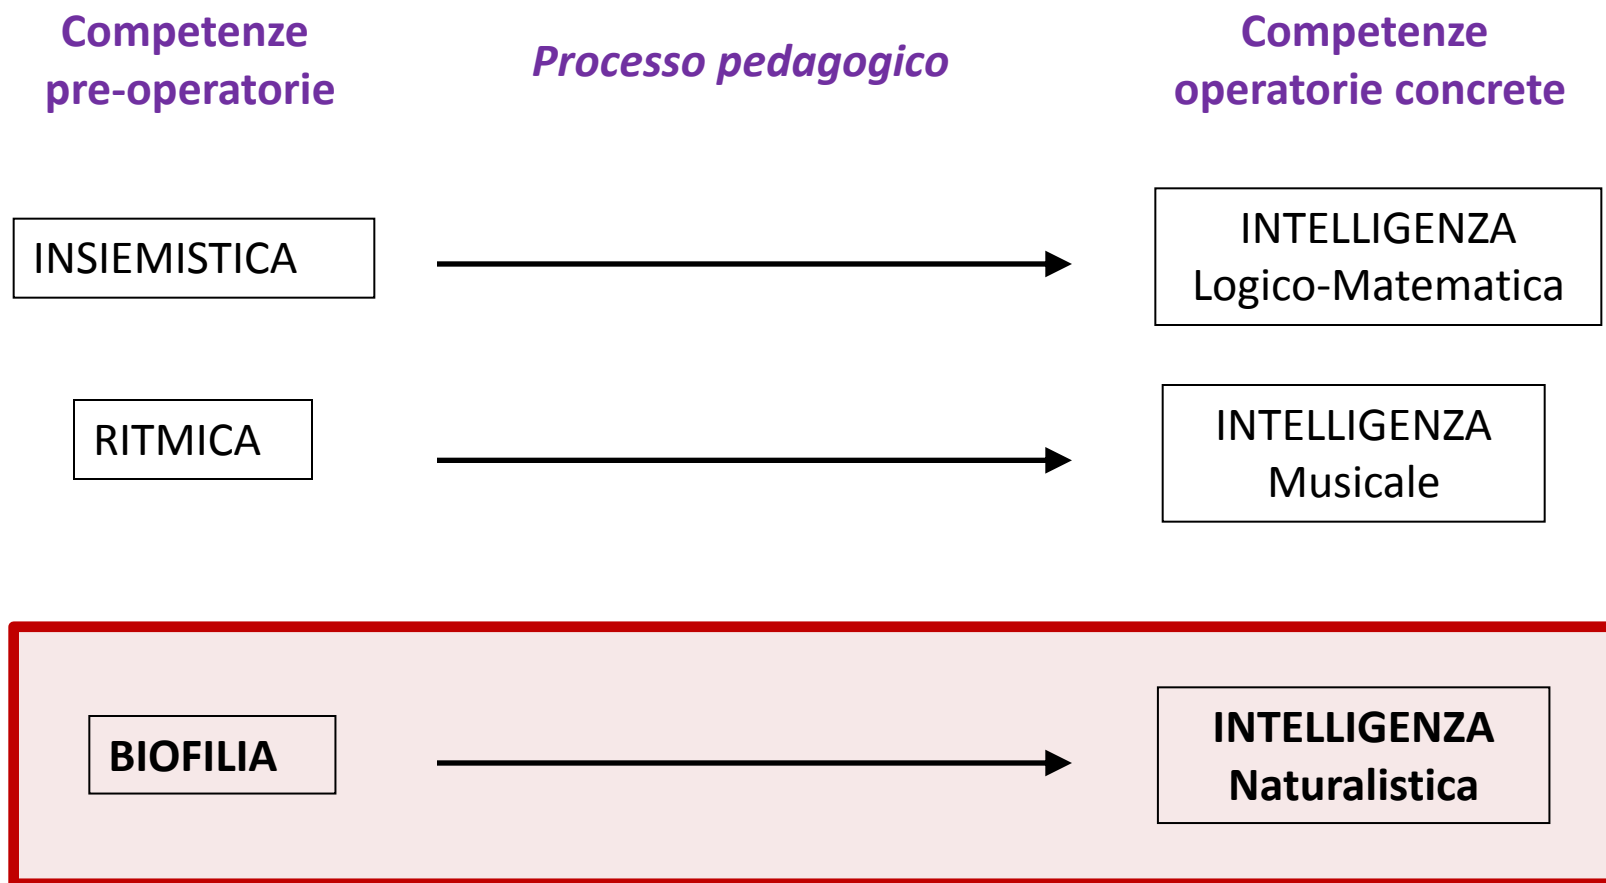 Competenze
pre-operatorie
Processo pedagogico
Competenze
operatorie concrete
INSIEMISTICA
INTELLIGENZA
Logico-Matematica
RITMICA
INTELLIGENZA
Musicale
BIOFILIA
INTELLIGENZA
Naturalistica